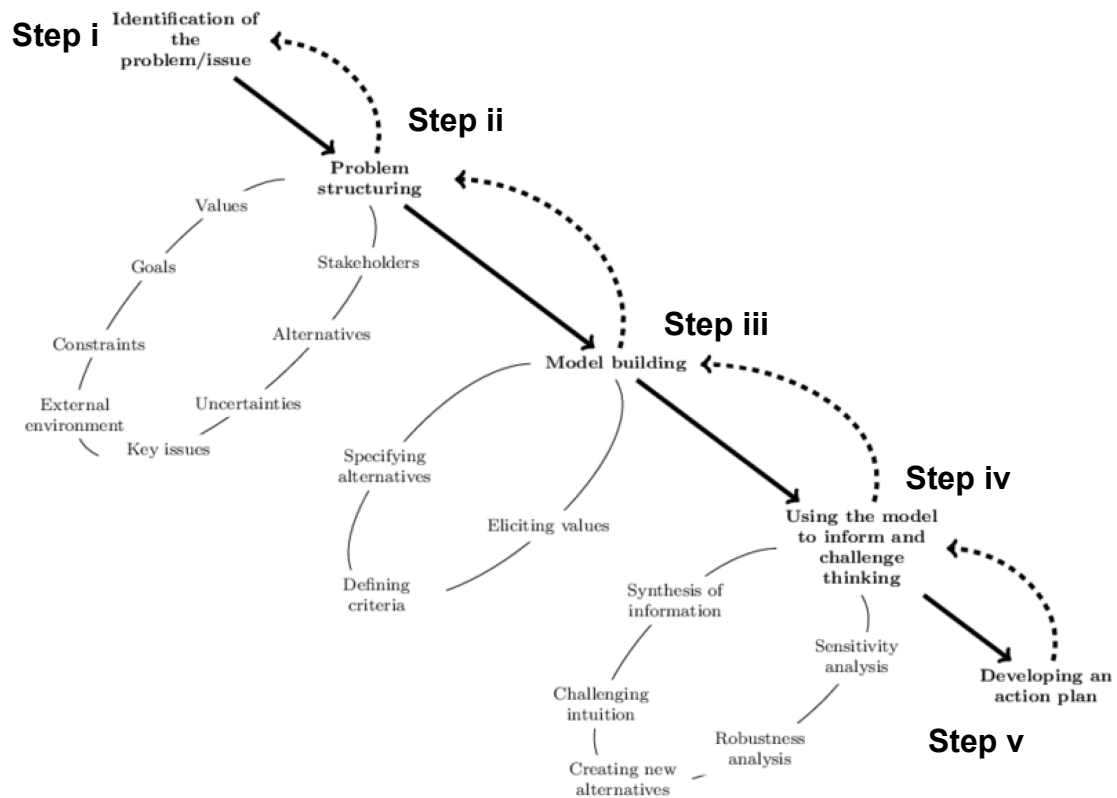 Step i
Identification of
the
problem/issue
Step ii
Problem
structuring
Values
Goals
Constraints
External
environment
Key issues
Uncertainties
Alternatives
Stakeholders
Step iii
Model building
Specifying
alternatives
Defining
criteria
Eliciting values
Step iv
Using the model
to inform and
challenge
thinking
Synthesis of
information
Challenging
intuition
Creating new
alternatives
Robustness
analysis
Sensitivity
analysis
Developing an
action plan
Step v